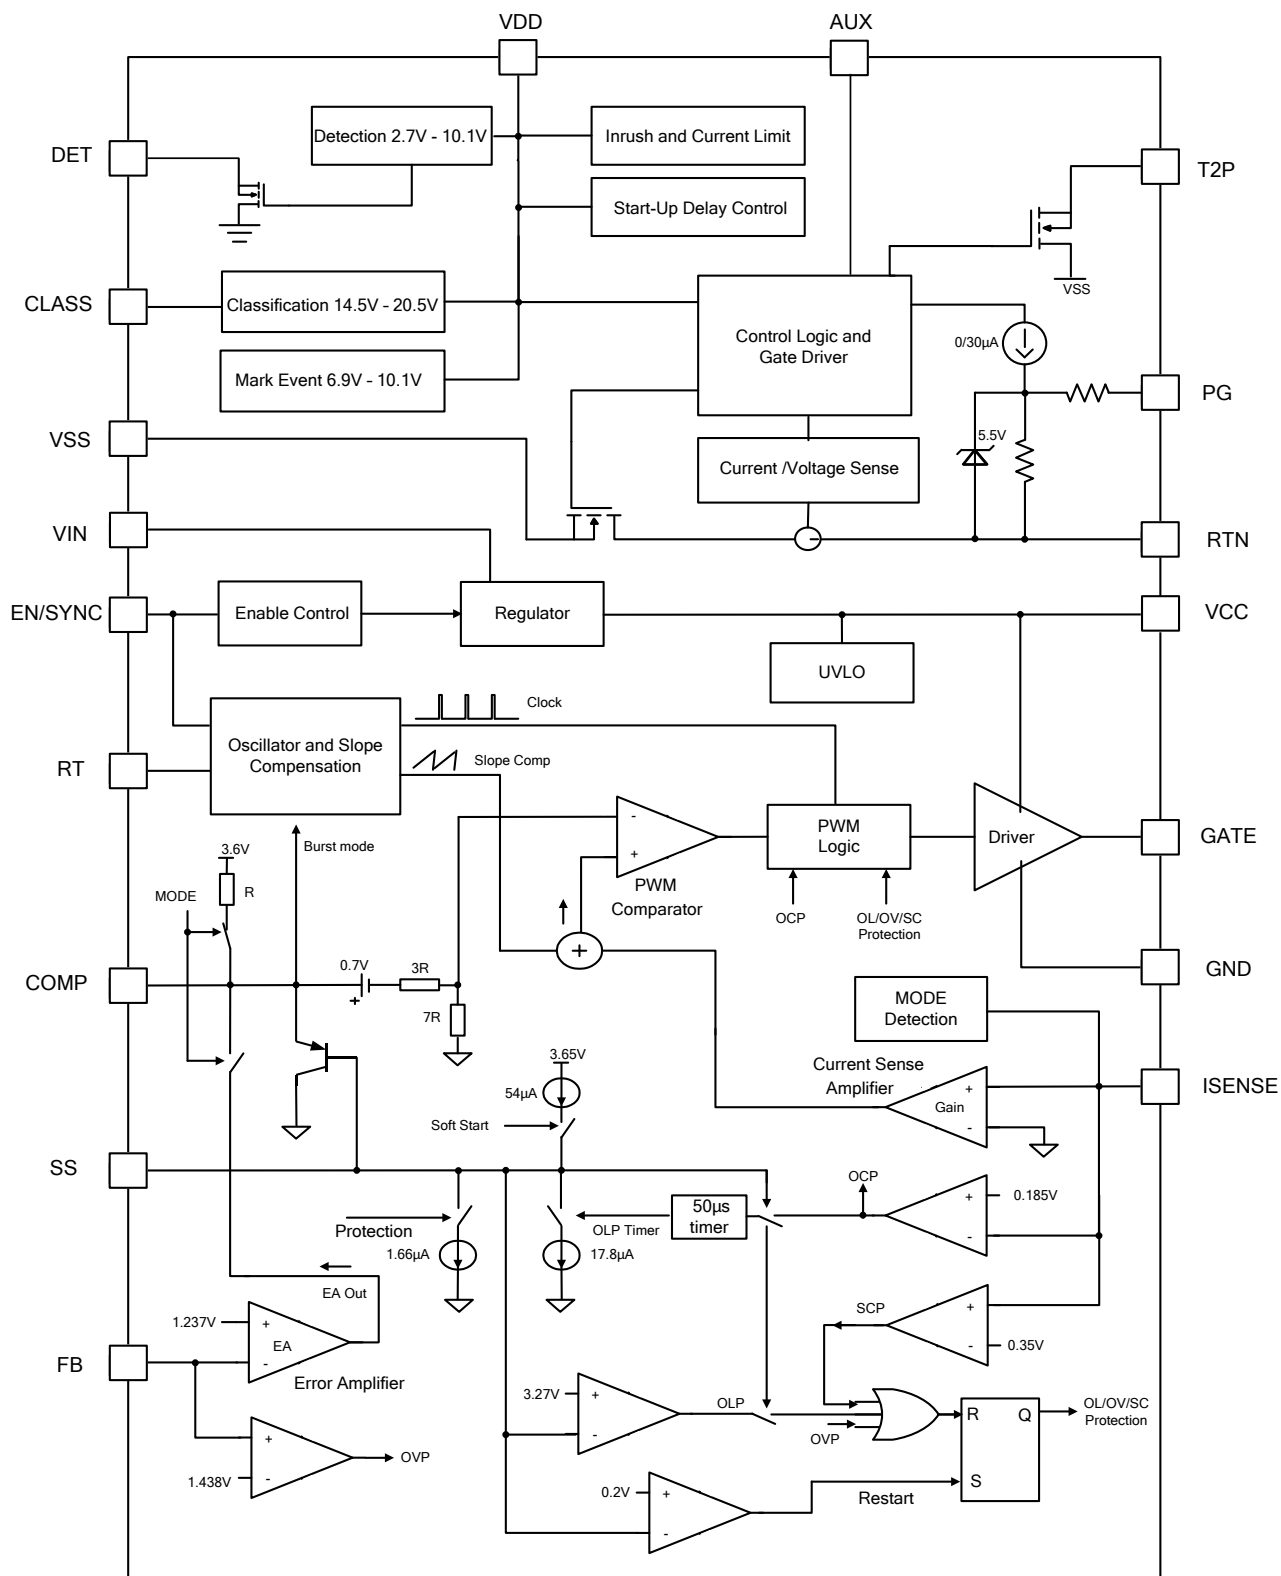 VDD
AUX
DET
Detection 2.7V - 10.1V
Inrush and Current Limit
T2P
Start-Up Delay Control
VSS
CLASS
Classification 14.5V - 20.5V
Control Logic and
Gate Driver
0/30µA
Mark Event 6.9V - 10.1V
PG
VSS
5.5V
Current /Voltage Sense
VIN
RTN
EN/SYNC
Enable Control
Regulator
VCC
UVLO
Clock
Oscillator and Slope
Compensation
Slope Comp
RT
-
+
PWM
Comparator
PWM
Logic
Driver
GATE
Burst mode
3.6V
R
MODE
OCP
OL/OV/SC
Protection
+
COMP
0.7V
+
3R
7R
GND
MODE
Detection
Current Sense
Amplifier
Gain
+
-
ISENSE
3.65V
54µA
Soft Start
SS
OCP
+
-
0.185V
50µs
timer
OLP Timer
Protection
1.66µA
17.8µA
EA Out
SCP
+
-
0.35V
1.237V
+
EA
-
FB
Error Amplifier
3.27V
+
-
OLP
OVP
R
Q
S
OL/OV/SC
Protection
+
-
1.438V
OVP
0.2V
+
-
Restart